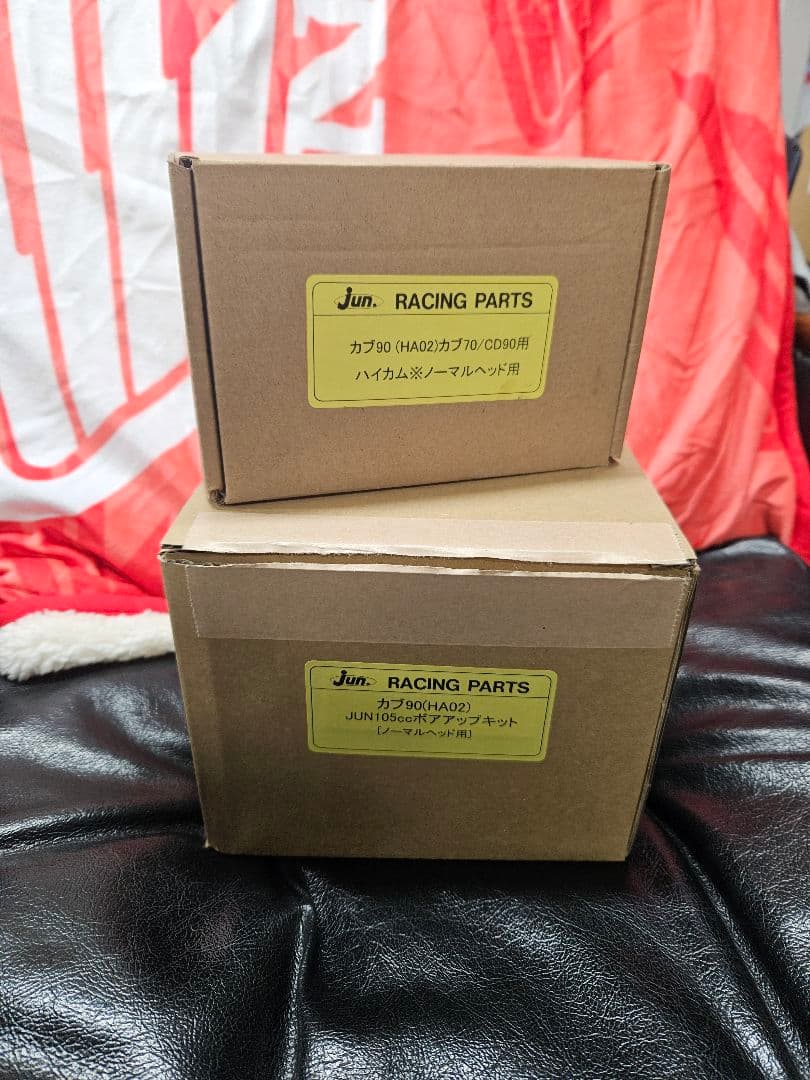 Jun. RACING PARTS
カブ90 (HA02)カブ70/CD90用
ハイカム※ノーマルヘッド用
Jun. RACING PARTS
カブ90(HA02)
JUN105ccボアアップキット
[ノーマルヘッド用]